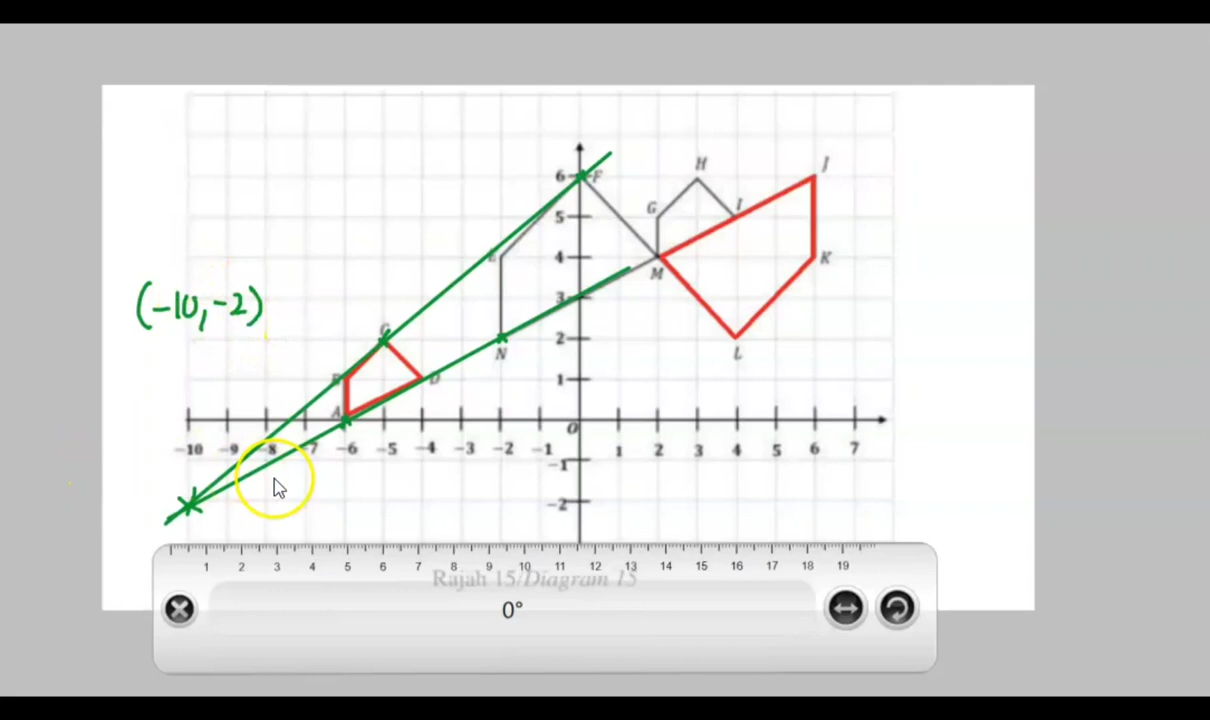 H
J
6
F
G
I
5
E
4
K
M
(-10,-2)
3
C
2
N
L
B
D
1
A
O
-10 -9 -8 -7 -6 -5 -4 -3 -2 -1 1 2 3 4 5 6 7
-1
-2
1 2 3 4 5 6 7 8 9 10 11 12 13 14 15 16 17 18 19
Rajah 15/Diagram 15
0°